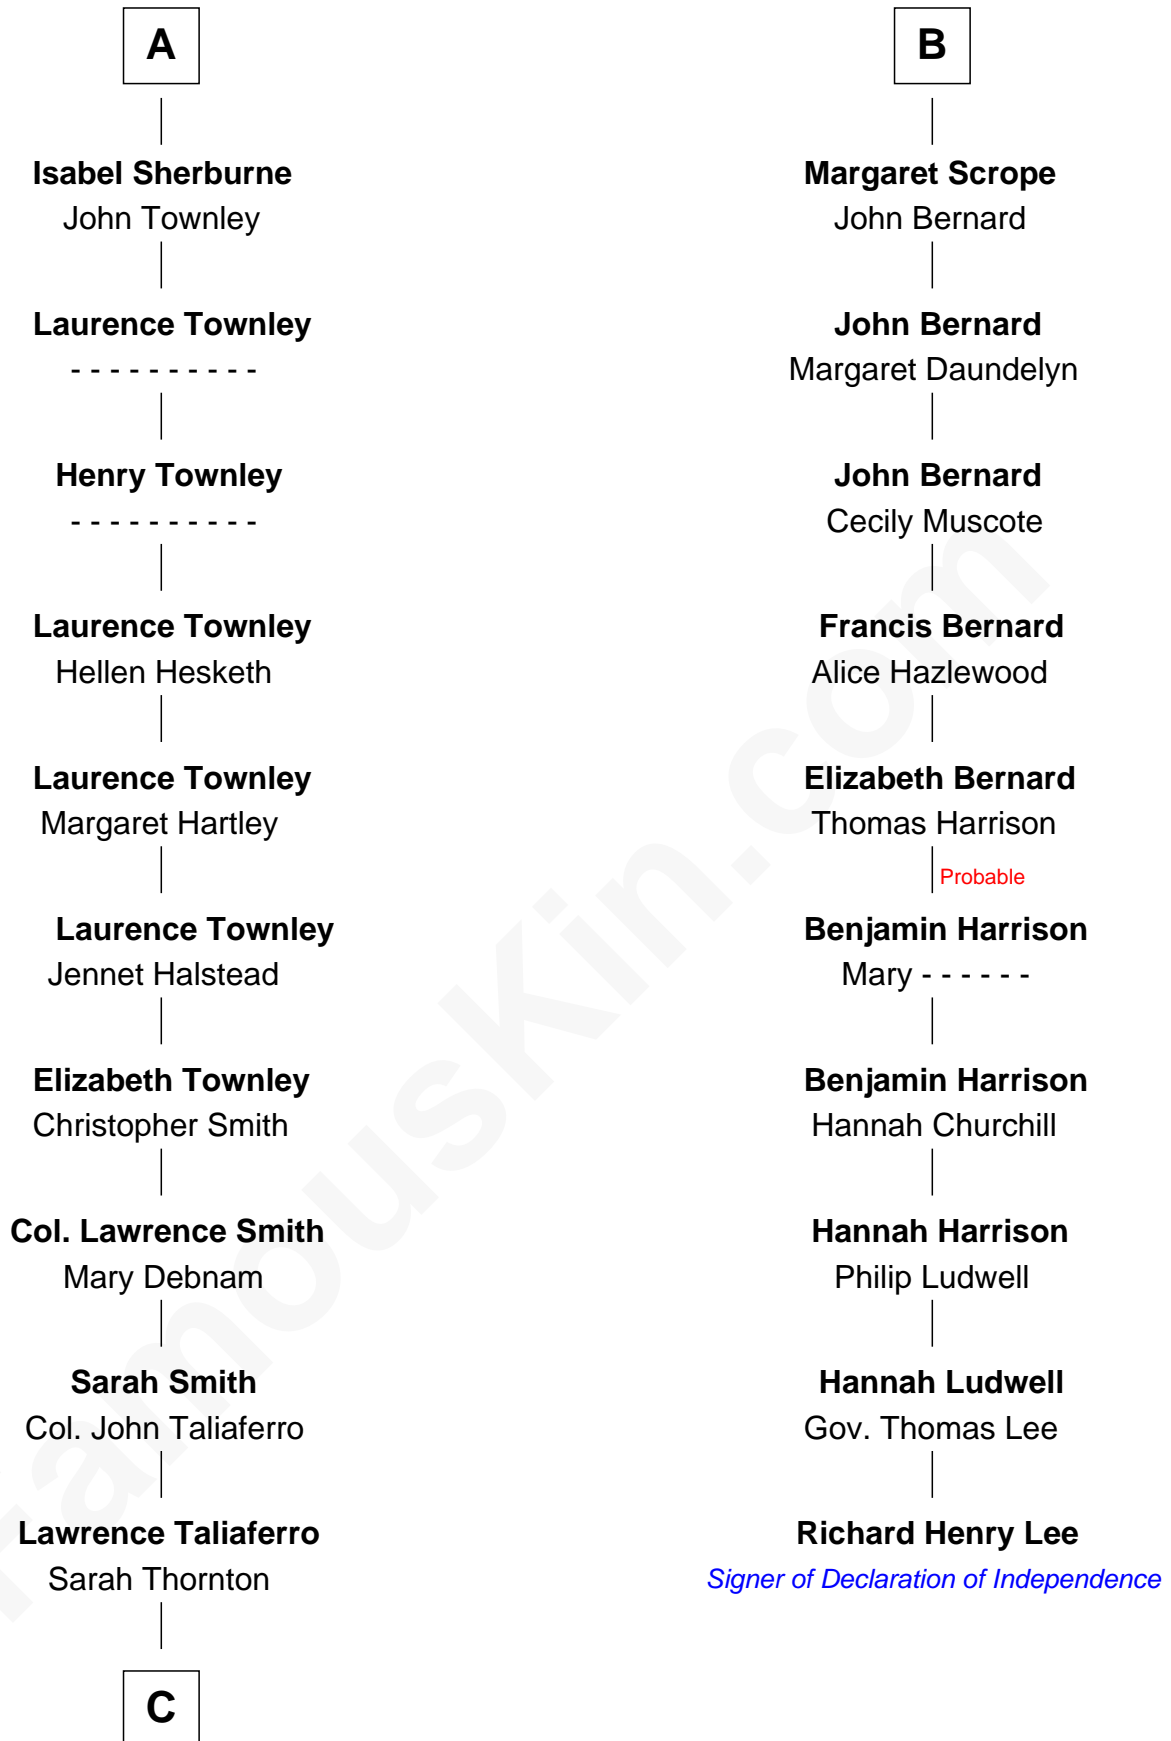 A
Isabel Sherburne
John Townley
Laurence Townley
- - - - - - - - - -
Henry Townley
- - - - - - - - - -
Laurence Townley
Hellen Hesketh
Laurence Townley
Margaret Hartley
Laurence Townley
Jennet Halstead
Elizabeth Townley
Christopher Smith
Col. Lawrence Smith
Mary Debnam
Sarah Smith
Col. John Taliaferro
Lawrence Taliaferro
Sarah Thornton
C
B
Margaret Scrope
John Bernard
John Bernard
Margaret Daundelyn
John Bernard
Cecily Muscote
Francis Bernard
Alice Hazlewood
Elizabeth Bernard
Thomas Harrison
Probable
Benjamin Harrison
Mary - - - - - -
Benjamin Harrison
Hannah Churchill
Hannah Harrison
Philip Ludwell
Hannah Ludwell
Gov. Thomas Lee
Richard Henry Lee
Signer of Declaration of Independence
FamousKin.com